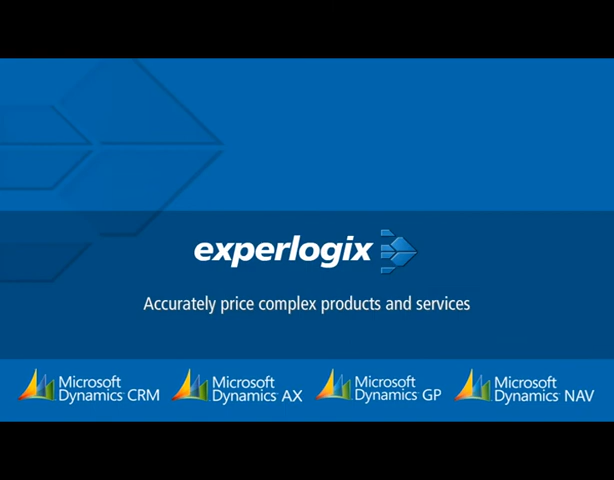 experlogix
Accurately price complex products and services
Microsoft Dynamics CRM
Microsoft Dynamics AX
Microsoft Dynamics GP
Microsoft Dynamics NAV